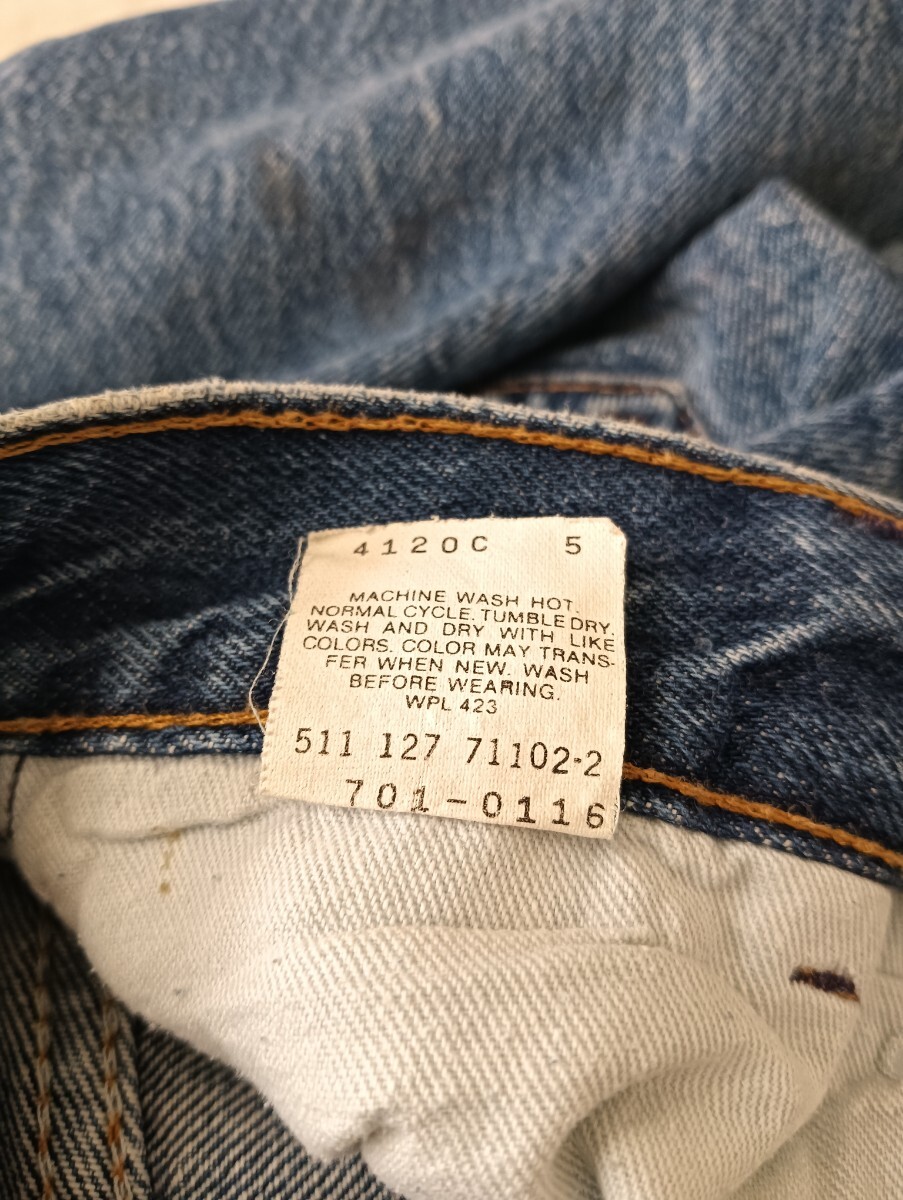 4120C 5
MACHINE WASH HOT.
NORMAL CYCLE. TUMBLE DRY.
WASH AND DRY WITH LIKE
COLORS. COLOR MAY TRANS-
FER WHEN NEW. WASH
BEFORE WEARING.
WPL 423
511 127 71102-2
701-0116